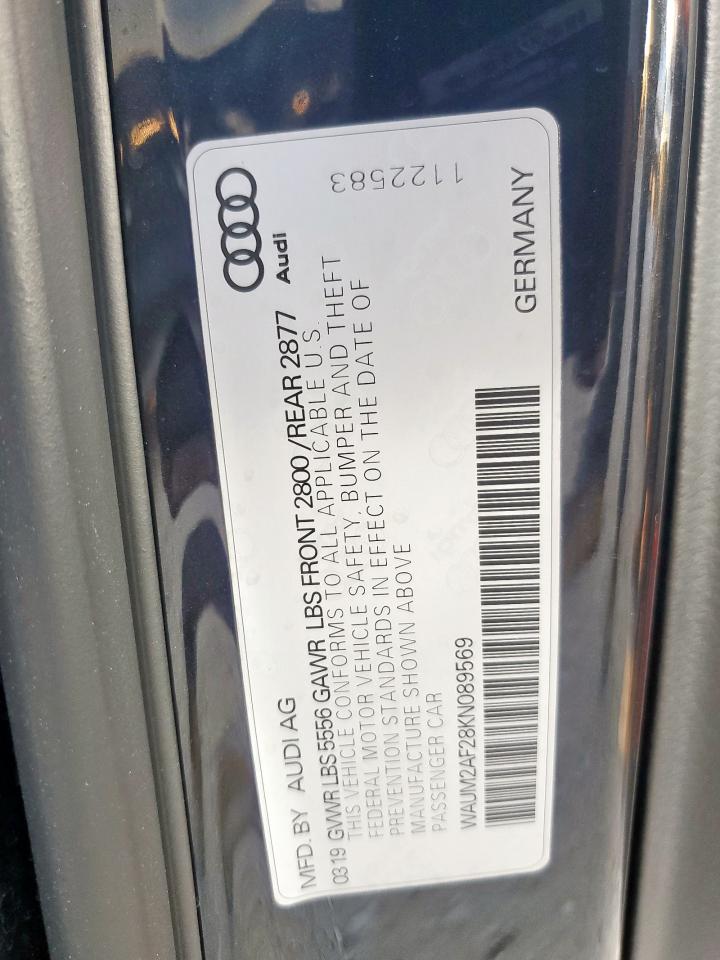 MFD. BY AUDI AG
Audi
03 19 GVWR LBS 5556 GAWR LBS FRONT 2800 /REAR 2877
THIS VEHICLE CONFORMS TO ALL APPLICABLE U.S.
FEDERAL MOTOR VEHICLE SAFETY, BUMPER AND THEFT
PREVENTION STANDARDS IN EFFECT ON THE DATE OF
MANUFACTURE SHOWN ABOVE
PASSENGER CAR
1122583
WAUM2AF28KN089569
GERMANY